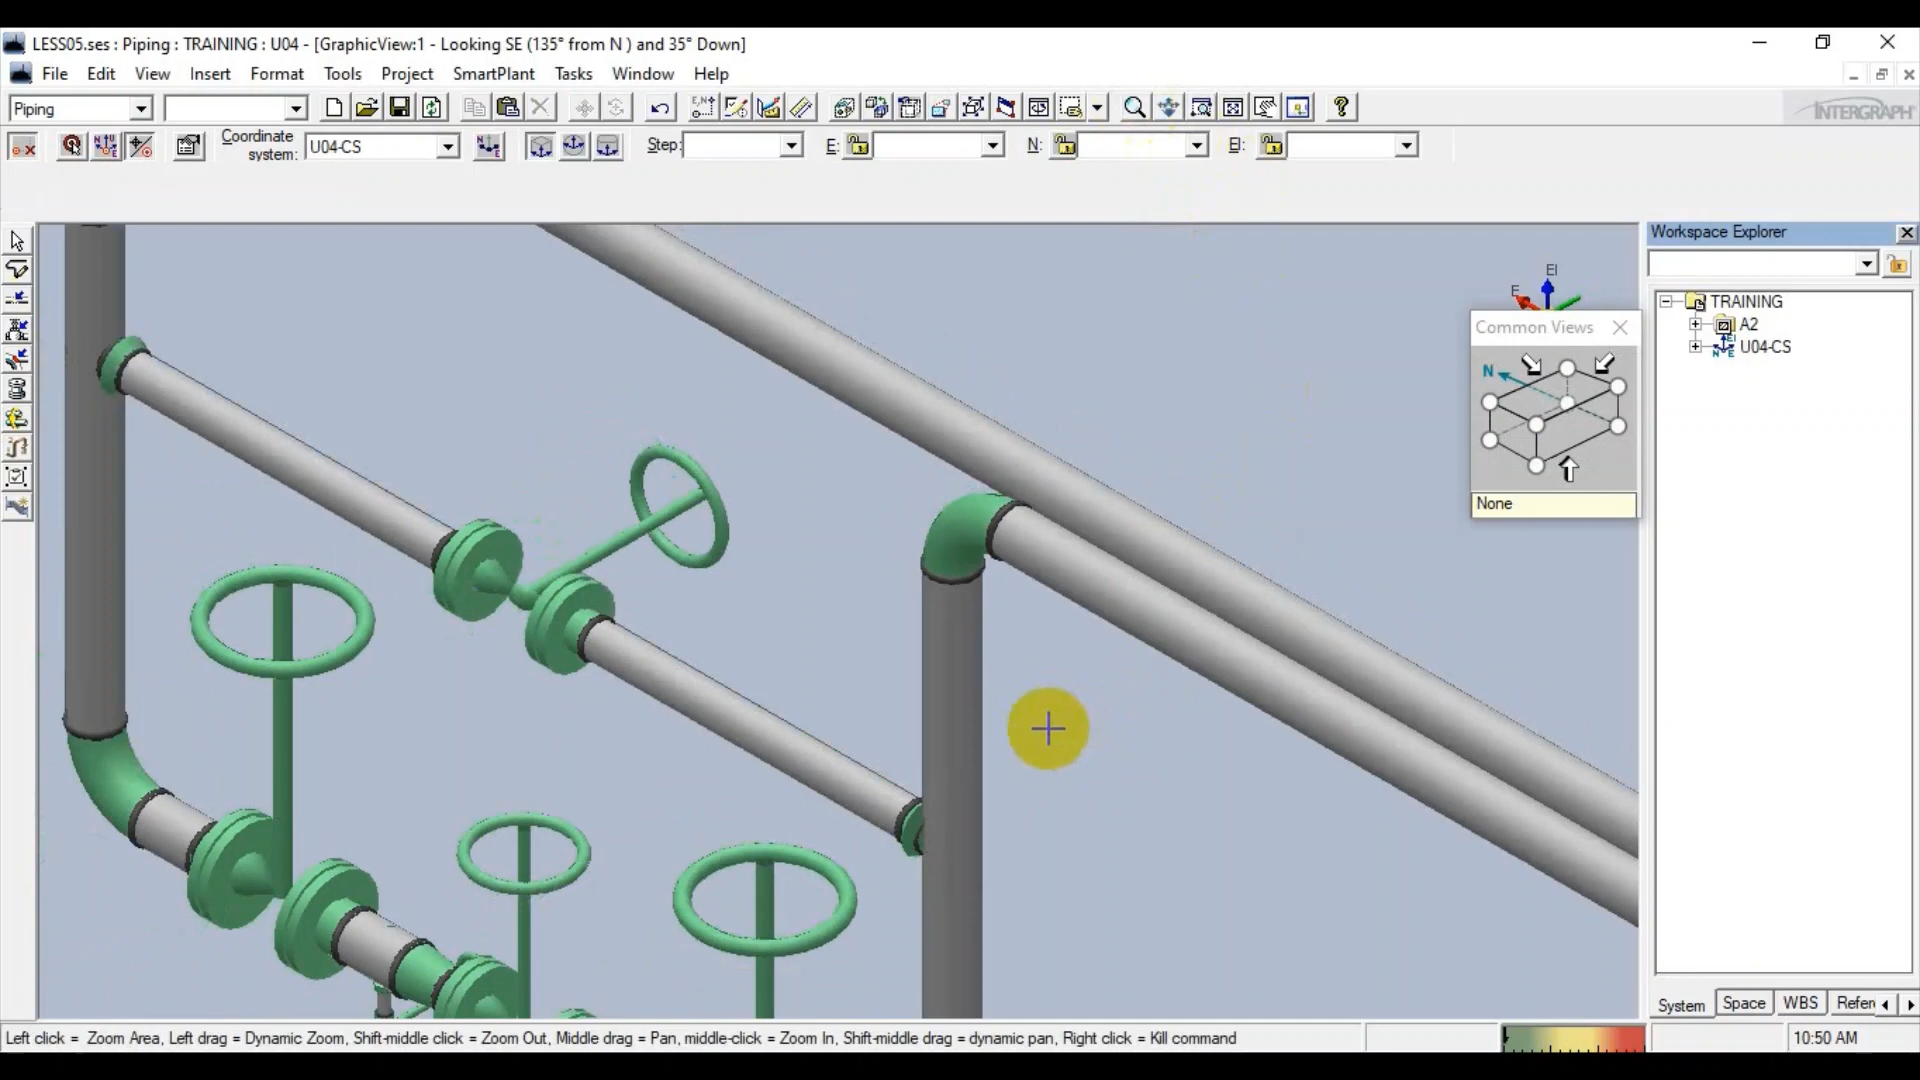 LESS05.ses : Piping : TRAINING : U04 - [GraphicView:1 - Looking SE (135° from N ) and 35° Down]
File Edit View Insert Format Tools Project SmartPlant Tasks Window Help
Piping
INTERGRAPH
Coordinate system: U04-CS Step: E: N: El:
Workspace Explorer
TRAINING
A2
U04-CS
El
E
Common Views
N
None
System Space WBS Referen
Left click = Zoom Area, Left drag = Dynamic Zoom, Shift-middle click = Zoom Out, Middle drag = Pan, middle-click = Zoom In, Shift-middle drag = dynamic pan, Right click = Kill command
10:50 AM